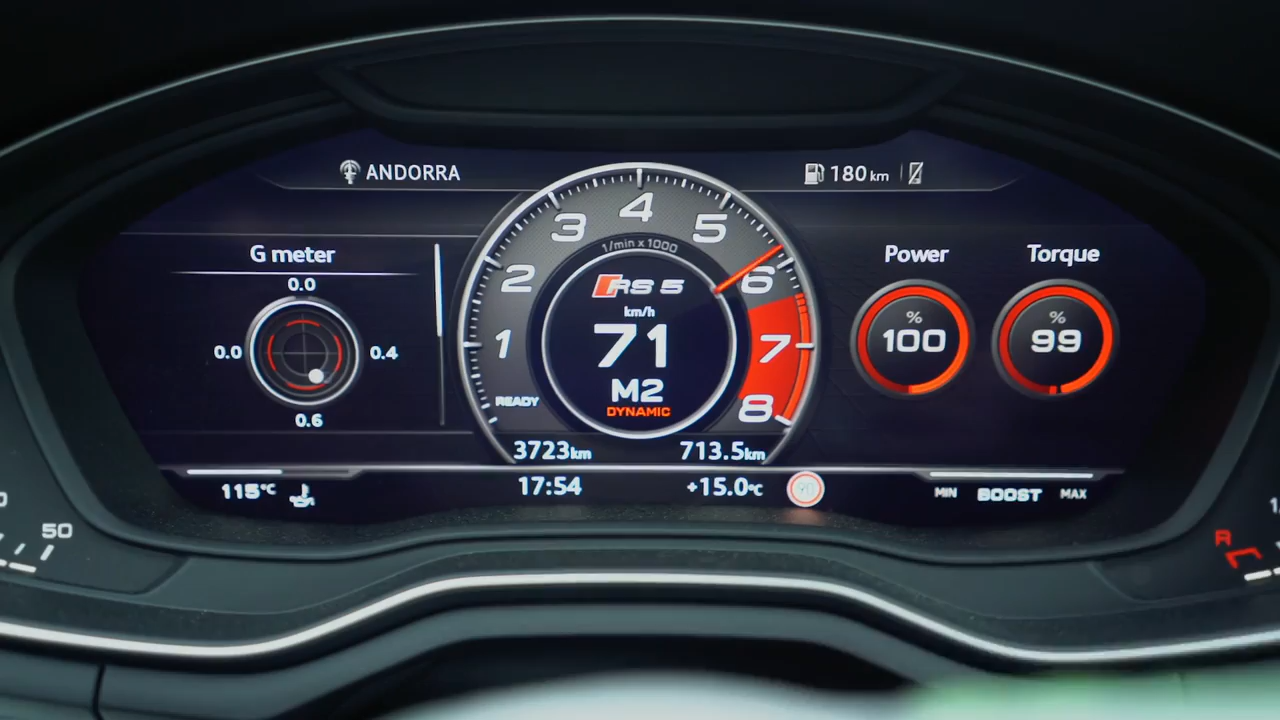 ANDORRA
180 km
G meter
0.0
0.0
0.4
0.6
1
2
3
4
5
6
7
8
1/min x 1000
RS 5
km/h
71
M2
DYNAMIC
READY
Power
%
100
Torque
%
99
3723km
713.5km
115°C
17:54
+15.0°C
90
MIN BOOST MAX
50
R